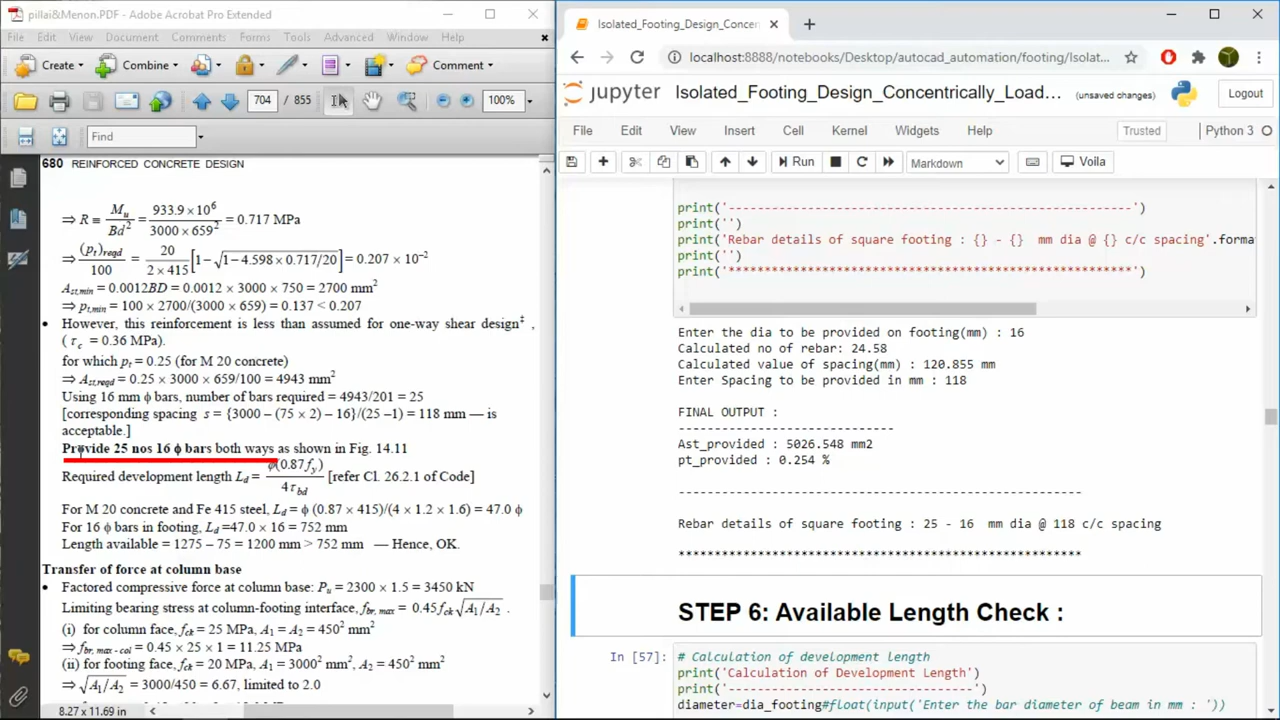 pillai&Menon.PDF - Adobe Acrobat Pro Extended
File Edit View Document Comments Forms Tools Advanced Window Help
Create Combine Comment
704 / 855 100%
Find
680 REINFORCED CONCRETE DESIGN
⇒ R ≡ Mu/Bd² = 933.9 × 10⁶/3000 × 659² = 0.717 MPa
⇒ (pt)reqd/100 = 20/2 × 415 [1 − √1 − 4.598 × 0.717/20] = 0.207 × 10⁻²
Ast,min = 0.0012BD = 0.0012 × 3000 × 750 = 2700 mm²
⇒ pt,min = 100 × 2700/(3000 × 659) = 0.137 < 0.207
• However, this reinforcement is less than assumed for one-way shear design‡ ,
( τc = 0.36 MPa).
for which pt = 0.25 (for M 20 concrete)
⇒ Ast,reqd = 0.25 × 3000 × 659/100 = 4943 mm²
Using 16 mm ϕ bars, number of bars required = 4943/201 = 25
[corresponding spacing s = {3000 – (75 × 2) – 16}/(25 –1) = 118 mm — is
acceptable.]
Provide 25 nos 16 ϕ bars both ways as shown in Fig. 14.11
Required development length Ld = ϕ(0.87fy)/4τbd [refer Cl. 26.2.1 of Code]
For M 20 concrete and Fe 415 steel, Ld = ϕ (0.87 × 415)/(4 × 1.2 × 1.6) = 47.0 ϕ
For 16 ϕ bars in footing, Ld =47.0 × 16 = 752 mm
Length available = 1275 – 75 = 1200 mm > 752 mm — Hence, OK.
Transfer of force at column base
• Factored compressive force at column base: Pu = 2300 × 1.5 = 3450 kN
Limiting bearing stress at column-footing interface, fbr, max = 0.45fck√A1/A2 .
(i) for column face, fck = 25 MPa, A1 = A2 = 450² mm²
⇒ fbr, max - col = 0.45 × 25 × 1 = 11.25 MPa
(ii) for footing face, fck = 20 MPa, A1 = 3000² mm², A2 = 450² mm²
⇒ √A1/A2 = 3000/450 = 6.67, limited to 2.0
8.27 x 11.69 in
Isolated_Footing_Design_Concen
localhost:8888/notebooks/Desktop/autocad_automation/footing/Isolat...
jupyter Isolated_Footing_Design_Concentrically_Load... (unsaved changes) Logout
File Edit View Insert Cell Kernel Widgets Help Trusted Python 3
Run Markdown Voila
print('--------------------------------------------------------')
print('')
print('Rebar details of square footing : {} - {}  mm dia @ {} c/c spacing'.forma
print('')
print('********************************************************')
Enter the dia to be provided on footing(mm) : 16
Calculated no of rebar: 24.58
Calculated value of spacing(mm) : 120.855 mm
Enter Spacing to be provided in mm : 118
FINAL OUTPUT :
------------------------------
Ast_provided : 5026.548 mm2
pt_provided : 0.254 %
--------------------------------------------------------
Rebar details of square footing : 25 - 16  mm dia @ 118 c/c spacing
********************************************************
STEP 6: Available Length Check :
In [57]: # Calculation of development length
print('Calculation of Development Length')
print('----------------------------------')
diameter=dia_footing#float(input('Enter the bar diameter of beam in mm : '))